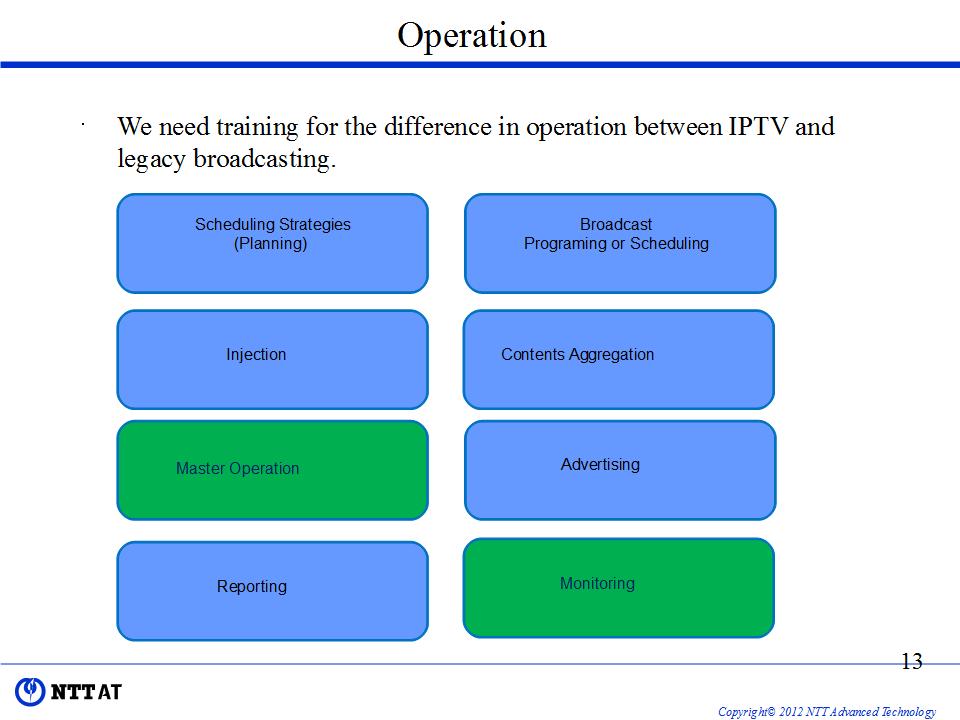 Operation
We need training for the difference in operation between IPTV and
legacy broadcasting.
Scheduling Strategies
(Planning)
Broadcast
Programing or Scheduling
Injection
Contents Aggregation
Master Operation
Advertising
Reporting
Monitoring
13
NTT AT
Copyright© 2012 NTT Advanced Technology